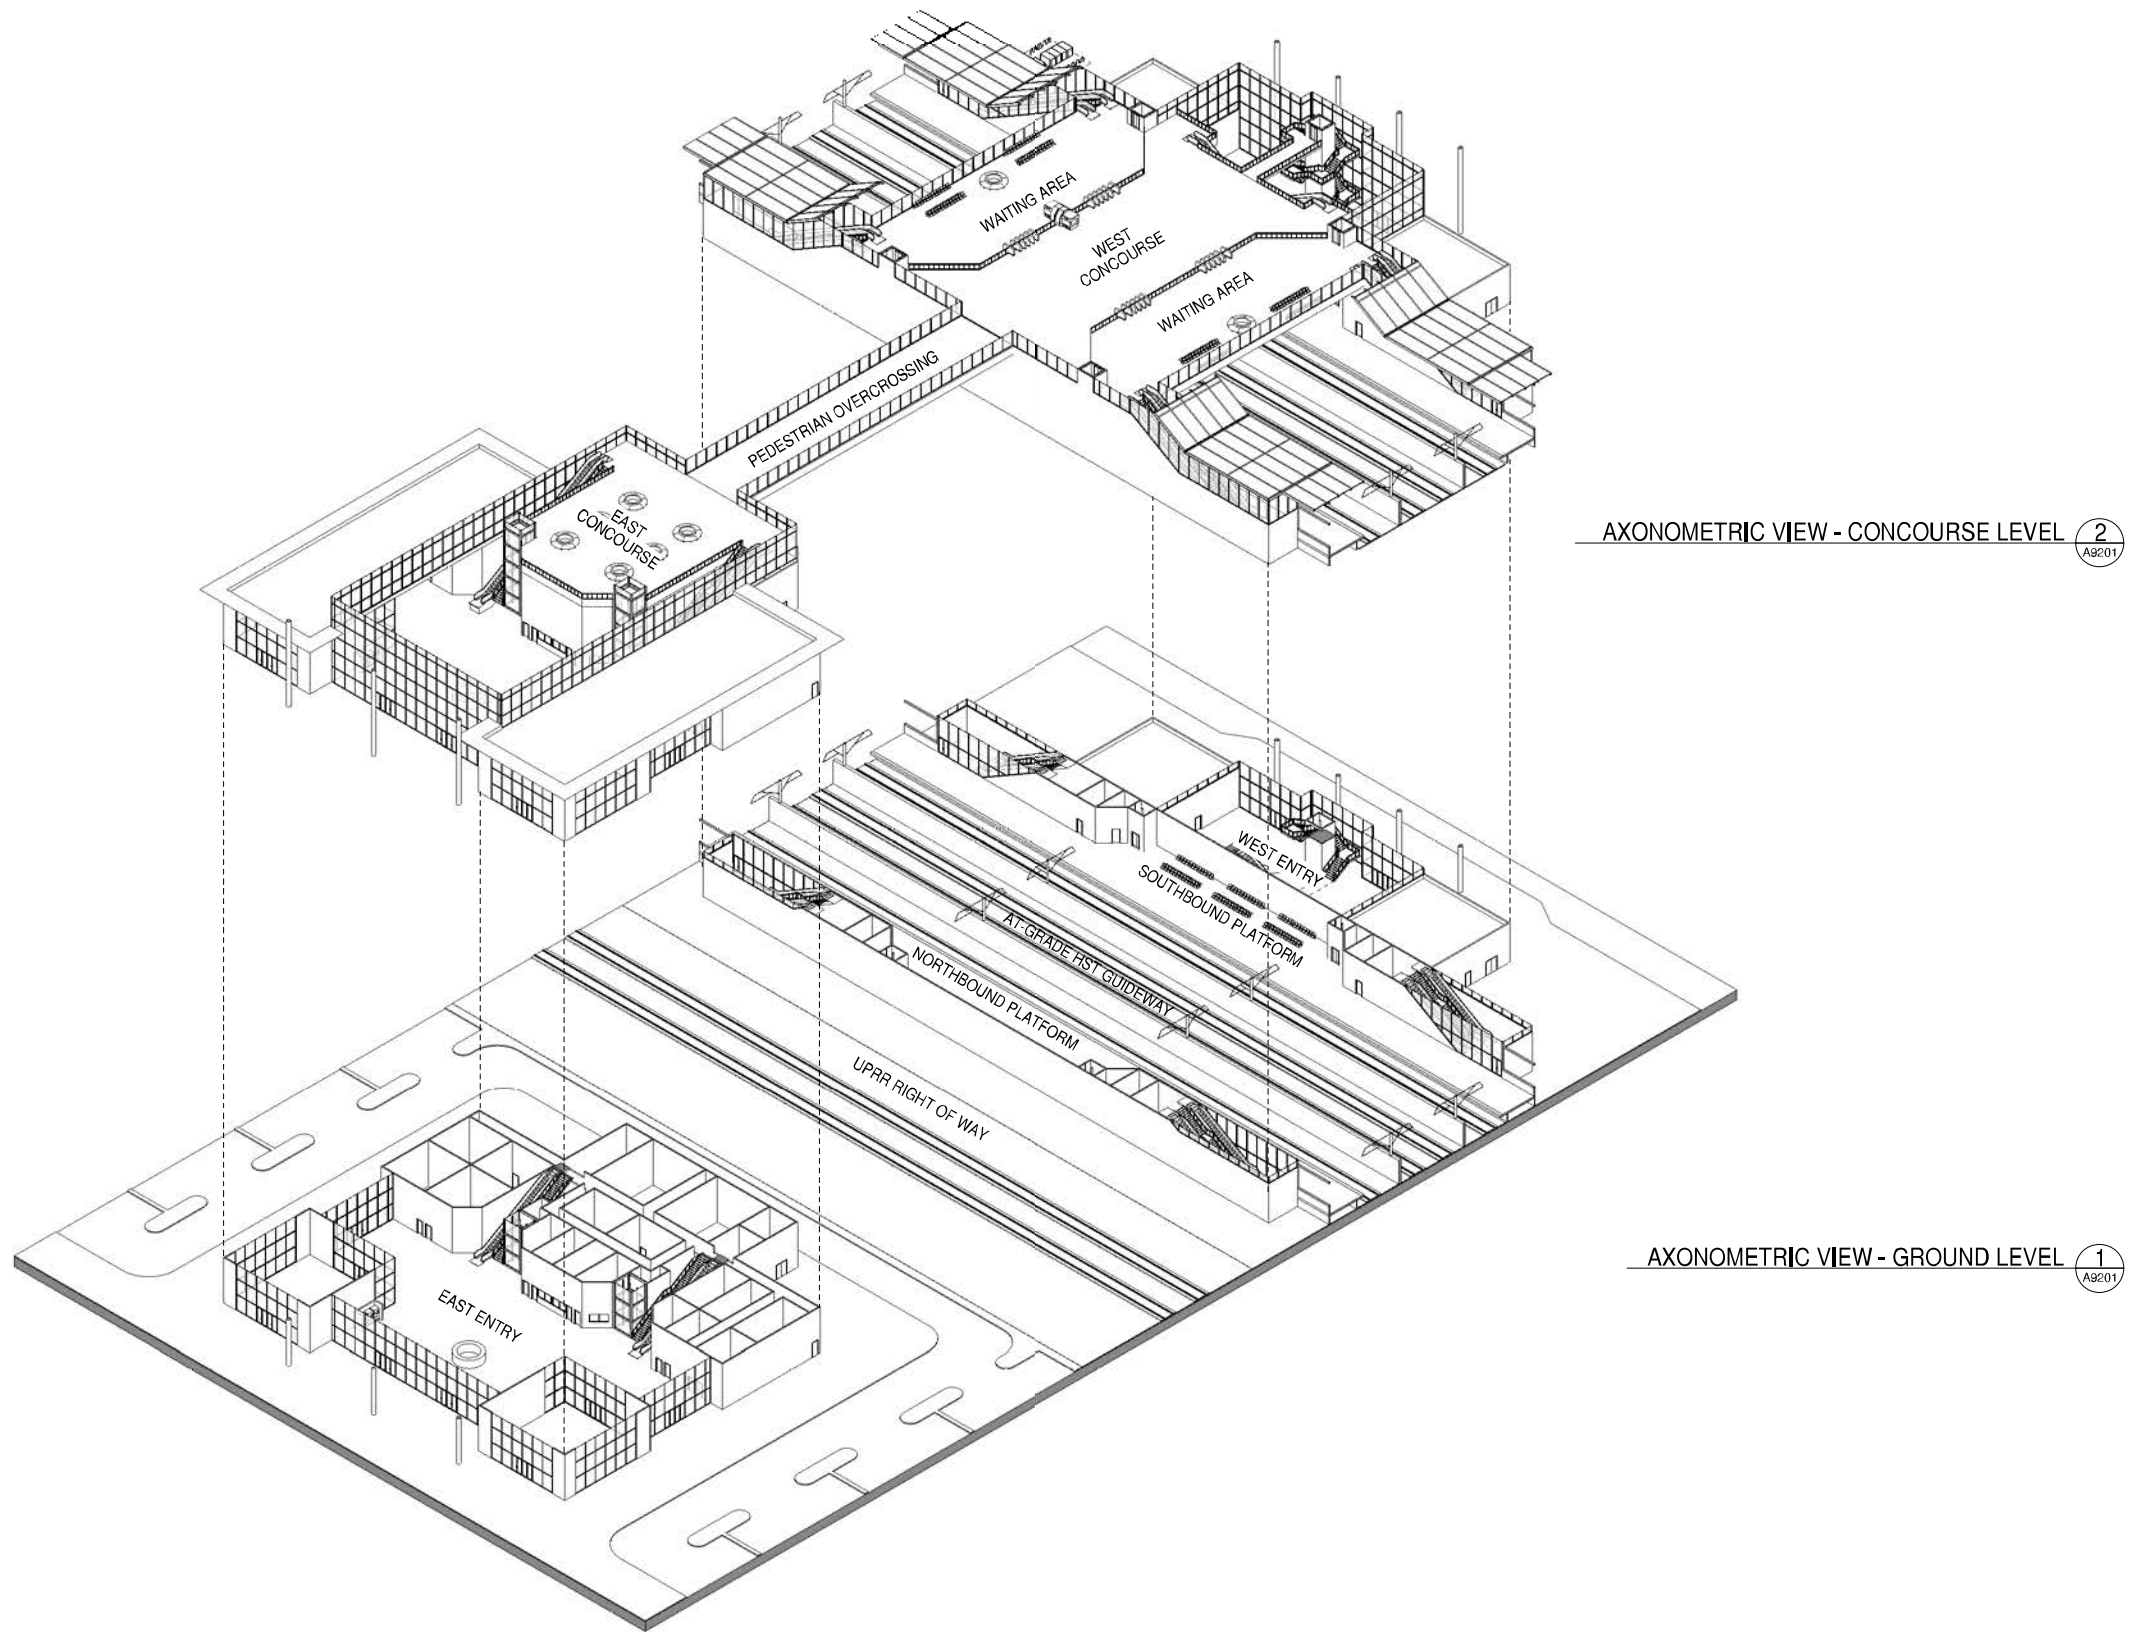 WAITING AREA
WEST
CONCOURSE
WAITING AREA
PEDESTRIAN OVERCROSSING
EAST
CONCOURSE
AXONOMETRIC VIEW - CONCOURSE LEVEL 2
A9201
WEST ENTRY
SOUTHBOUND PLATFORM
AT-GRADE HST GUIDEWAY
NORTHBOUND PLATFORM
UPRR RIGHT OF WAY
AXONOMETRIC VIEW - GROUND LEVEL 1
A9201
EAST ENTRY